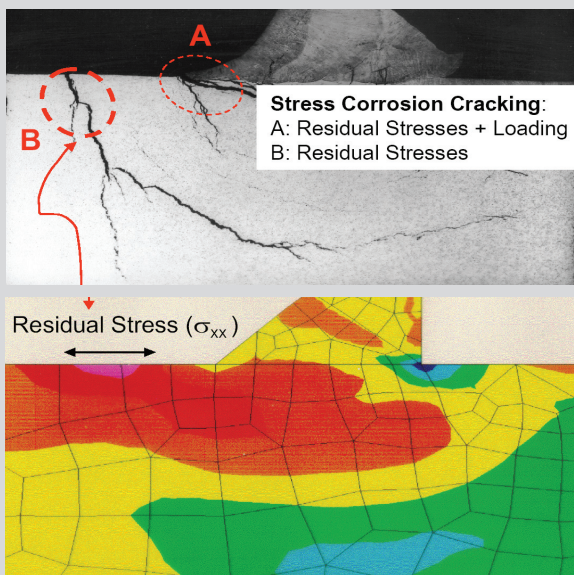 A
B
Stress Corrosion Cracking:
A: Residual Stresses + Loading
B: Residual Stresses
Residual Stress (σxx)